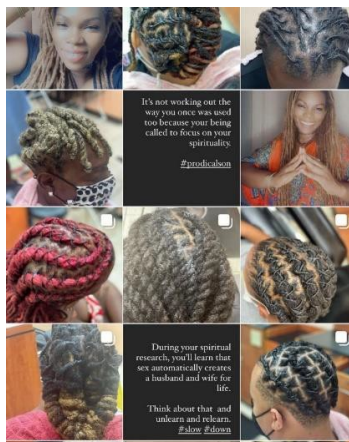 It's not working out the
way you once was used
too because your being
called to focus on your
spirituality.
#prodicalson
During your spiritual
research, you'll learn that
sex automatically creates
a husband and wife for
life.
Think about that and
unlearn and relearn.
#slow #down